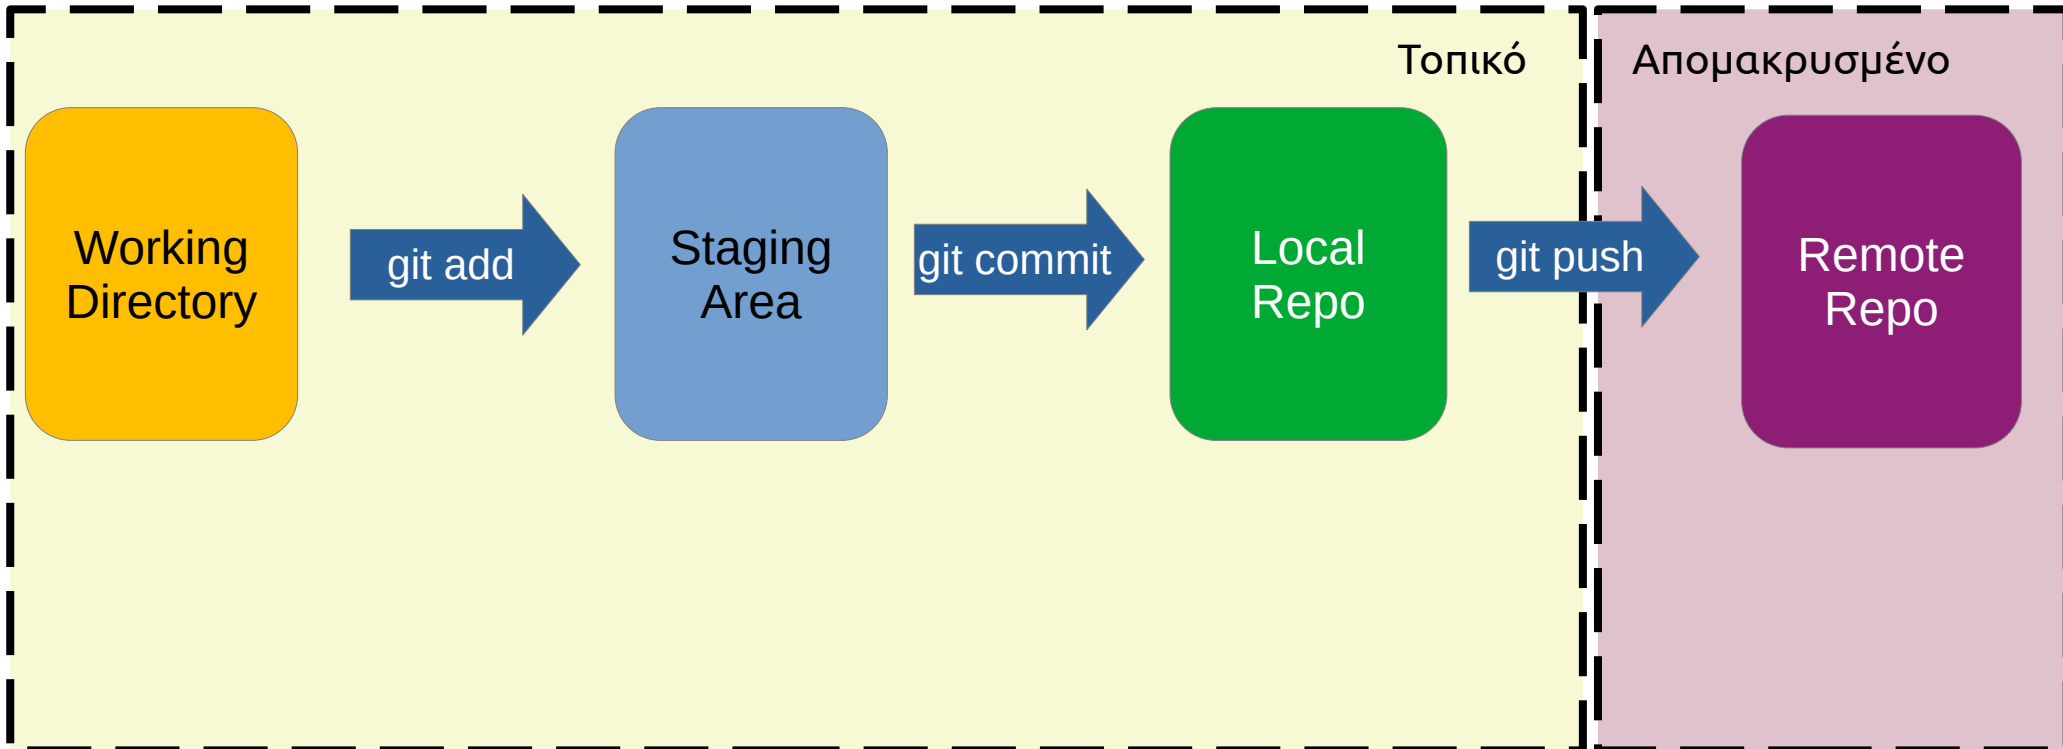 Τοπικό
Απομακρυσμένο
Working
Directory
git add
Staging
Area
git commit
Local
Repo
git push
Remote
Repo